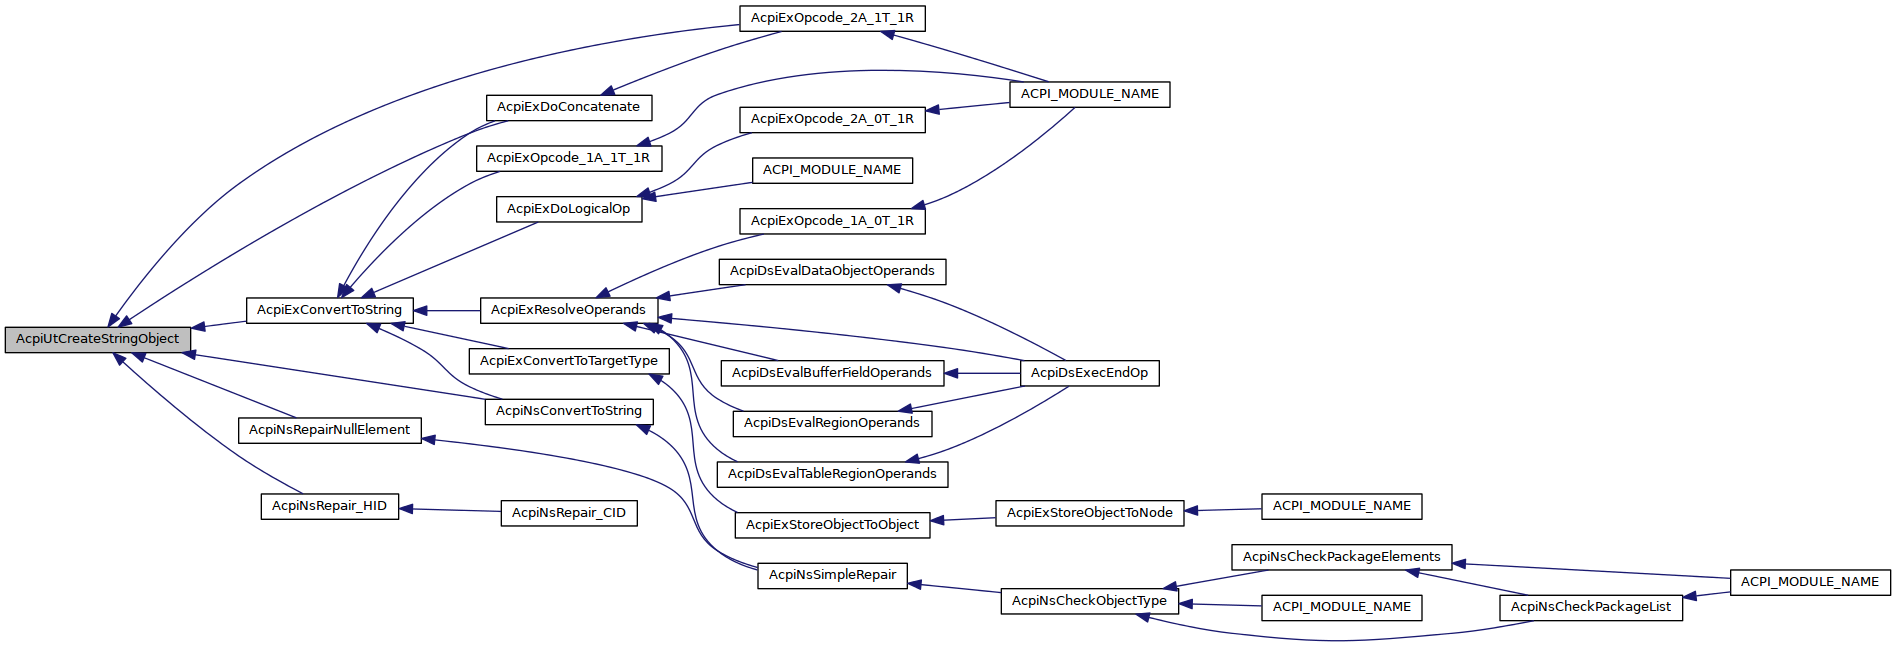 AcpiExOpcode_2A_1T_1R
ACPI_MODULE_NAME
AcpiExDoConcatenate
AcpiExOpcode_2A_0T_1R
AcpiExOpcode_1A_1T_1R
ACPI_MODULE_NAME
AcpiExDoLogicalOp
AcpiExOpcode_1A_0T_1R
AcpiDsEvalDataObjectOperands
AcpiExConvertToString
AcpiExResolveOperands
AcpiUtCreateStringObject
AcpiExConvertToTargetType
AcpiDsEvalBufferFieldOperands
AcpiDsExecEndOp
AcpiNsConvertToString
AcpiDsEvalRegionOperands
AcpiNsRepairNullElement
AcpiDsEvalTableRegionOperands
AcpiNsRepair_HID
AcpiNsRepair_CID
AcpiExStoreObjectToObject
AcpiExStoreObjectToNode
ACPI_MODULE_NAME
AcpiNsCheckPackageElements
AcpiNsSimpleRepair
ACPI_MODULE_NAME
AcpiNsCheckObjectType
ACPI_MODULE_NAME
AcpiNsCheckPackageList